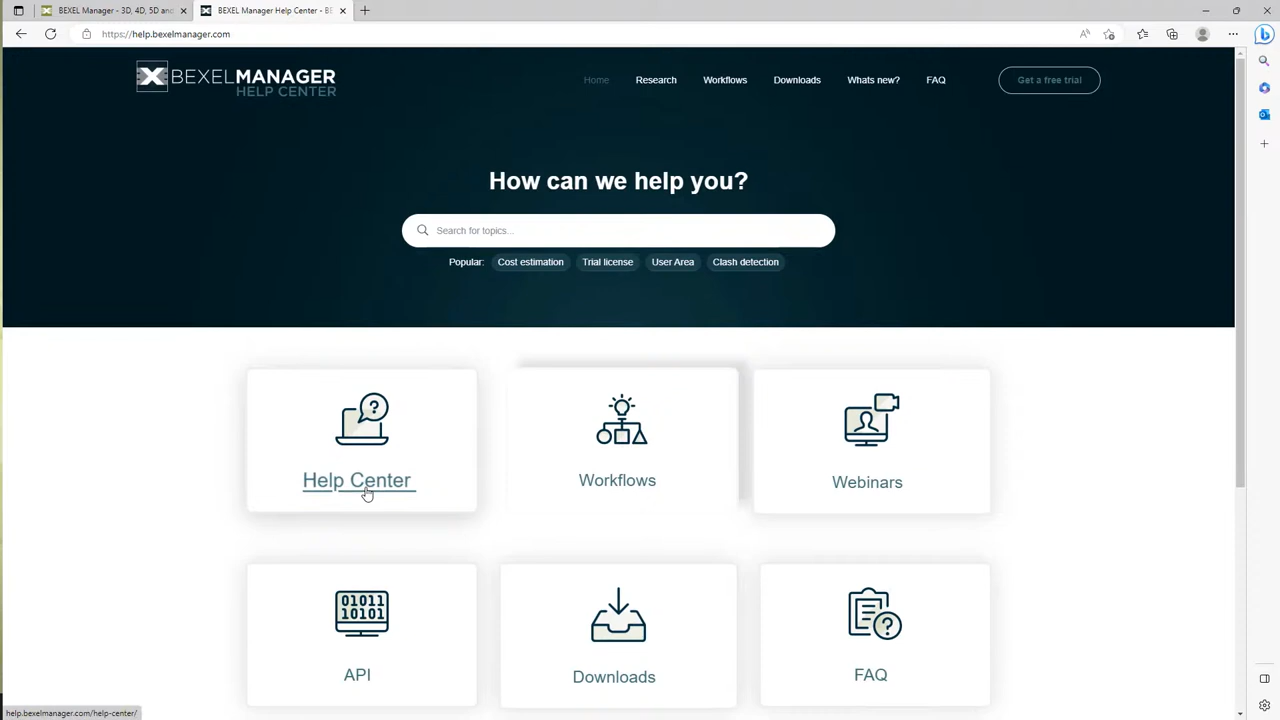 BEXEL Manager - 3D, 4D, 5D and
BEXEL Manager Help Center - BE
https://help.bexelmanager.com
BEXELMANAGER
HELP CENTER
Home
Research
Workflows
Downloads
Whats new?
FAQ
Get a free trial
How can we help you?
Search for topics...
Popular:
Cost estimation
Trial license
User Area
Clash detection
?
Help Center
Workflows
Webinars
01011
10101
API
Downloads
?
FAQ
help.bexelmanager.com/help-center/